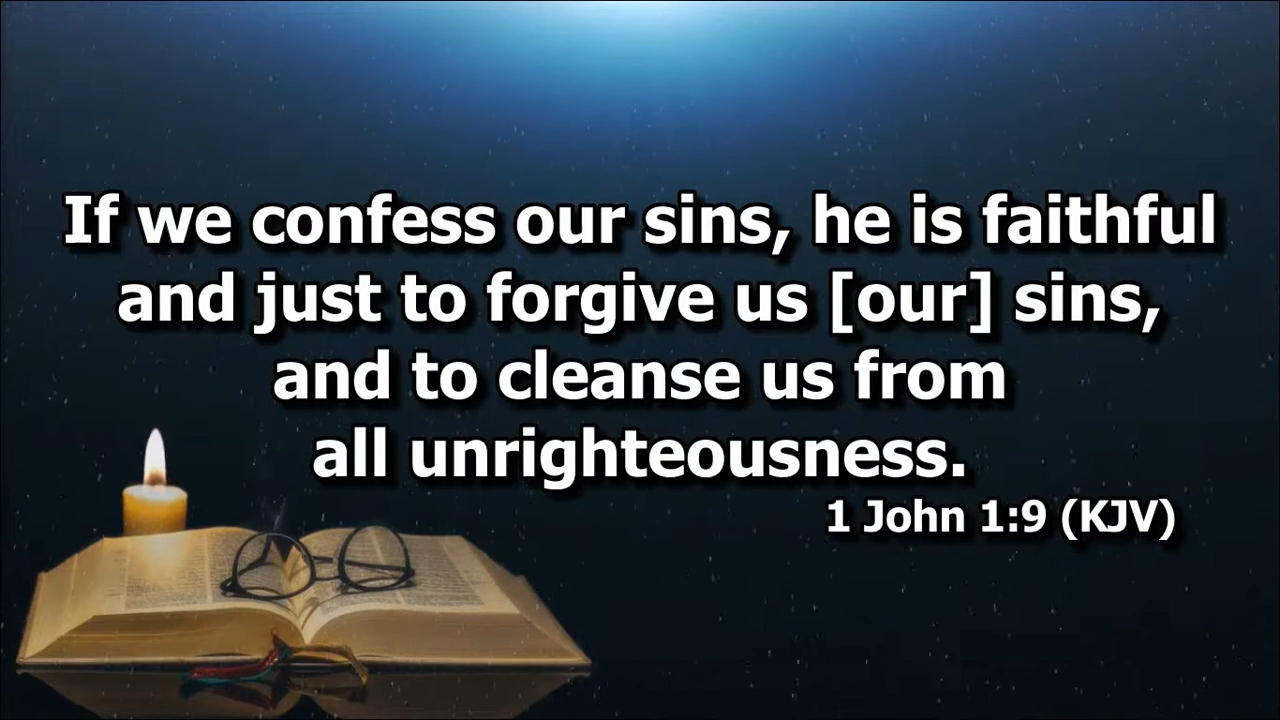 If we confess our sins, he is faithful
and just to forgive us [our] sins,
and to cleanse us from
all unrighteousness.
1 John 1:9 (KJV)